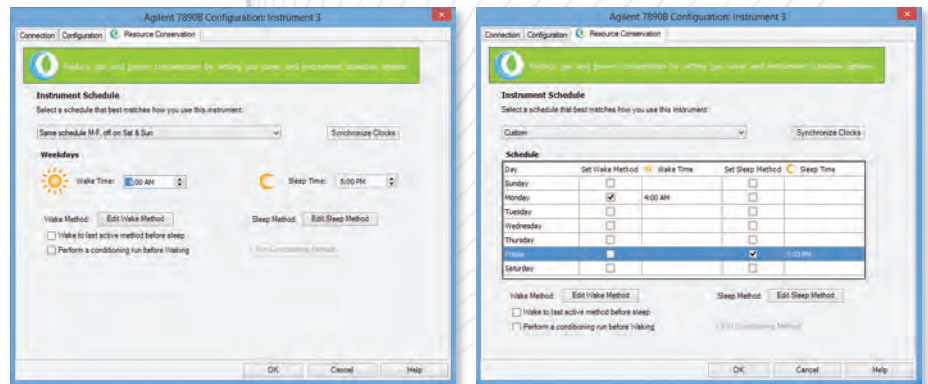 Agilent 7890B Configuration: Instrument 3
Connection Configuration Resource Conservation
Reduce gas and power consumption by setting gas saver and instrument schedule options
Instrument Schedule
Select a schedule that best matches how you use this instrument:
Same schedule M-F, off on Sat & Sun
Synchronize Clocks
Weekdays
Wake Time: :00 AM
Sleep Time: 5:00 PM
Wake Method: Edit Wake Method
Sleep Method: Edit Sleep Method
Wake to last active method before sleep
Perform a conditioning run before Waking
Edit Conditioning Method
OK Cancel Help
Agilent 7890B Configuration: Instrument 3
Connection Configuration Resource Conservation
Reduce gas and power consumption by setting gas saver and instrument schedule options
Instrument Schedule
Select a schedule that best matches how you use this instrument:
Custom
Synchronize Clocks
Schedule
Day Set Wake Method Wake Time Set Sleep Method Sleep Time
Sunday
Monday 4:00 AM
Tuesday
Wednesday
Thursday
Friday 5:00 PM
Saturday
Wake Method: Edit Wake Method
Sleep Method: Edit Sleep Method
Wake to last active method before sleep
Perform a conditioning run before Waking
Edit Conditioning Method
OK Cancel Help